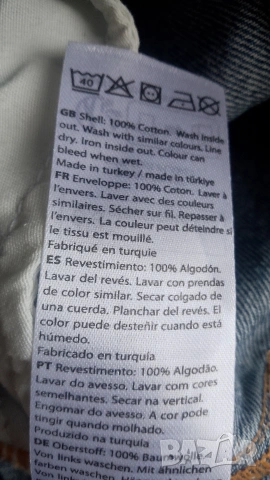 40
GB Shell: 100% Cotton. Wash inside
out. Wash with similar colours. Line
dry. Iron inside out. Colour can
bleed when wet.
Made in turkey / made in türkiye
FR Enveloppe: 100% Coton. Laver à
l'envers. Laver avec des couleurs
similaires. Sécher sur fil. Repasser à
l'envers. La couleur peut déteindre si
le tissu est mouillé.
Fabriqué en turquie
ES Revestimiento: 100% Algodón.
Lavar del revés. Lavar con prendas
de color similar. Secar colgado de
una cuerda. Planchar del revés. El
color puede desteñir cuando está
húmedo.
Fabricado en turquía
PT Revestimento: 100% Algodão.
Lavar do avesso. Lavar com cores
semelhantes. Secar na vertical.
Engomar do avesso. A cor pode
tingir quando molhado.
Produzido na turquia
DE Oberstoff: 100% Baumwolle.
Von links waschen. Mit ähnlichen
farben waschen.
bazar